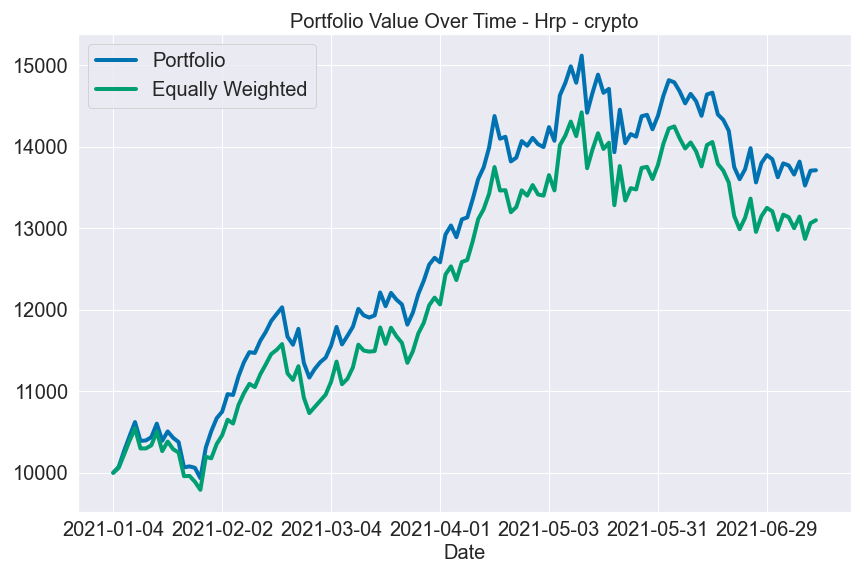 Portfolio Value Over Time - Hrp - crypto
Portfolio
Equally Weighted
15000
14000
13000
12000
11000
10000
2021-01-04 2021-02-02 2021-03-04 2021-04-01 2021-05-03 2021-05-31 2021-06-29
Date